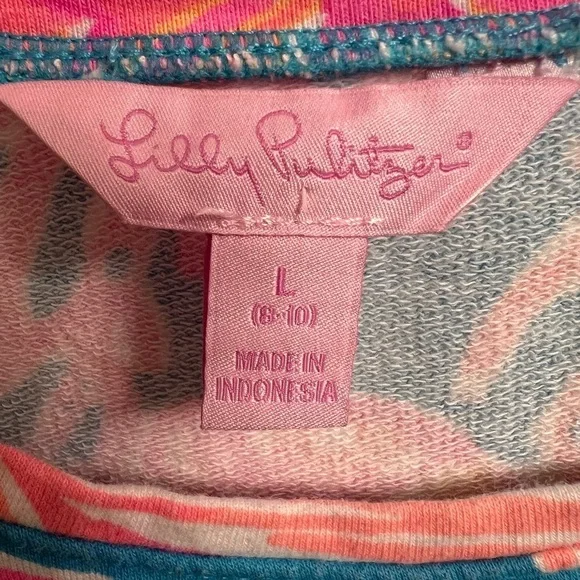 Lilly Pulitzer®
L
(8-10)
MADE IN
INDONESIA